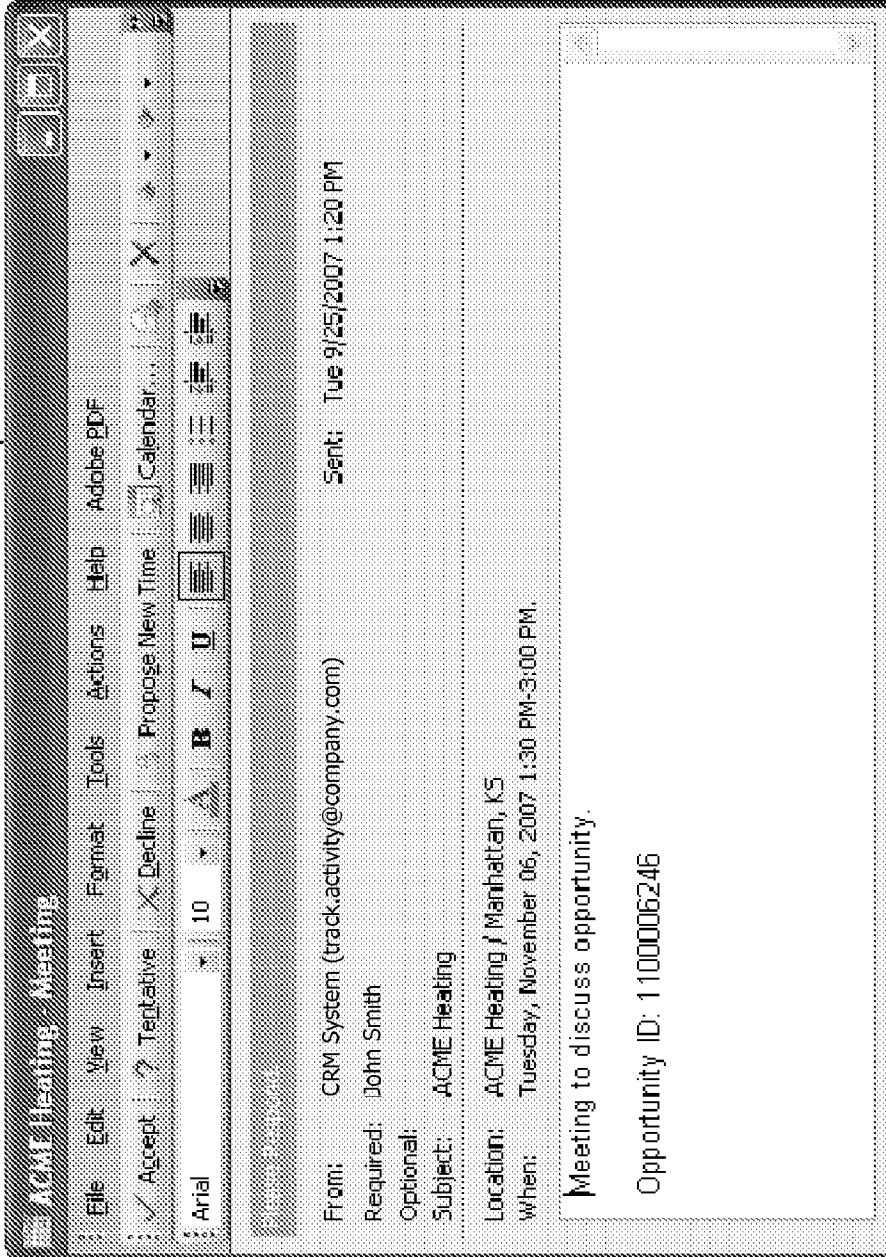 ACME Heating - Meeting
File Edit View Insert Format Tools Actions Help Adobe PDF
Accept ? Tentative Decline Propose New Time Calendar...
Arial 10 A B I U
Please Respond
From: CRM System (track.activity@company.com) Sent: Tue 9/25/2007 1:20 PM
Required: John Smith
Optional:
Subject: ACME Heating
Location: ACME Heating / Manhattan, KS
When: Tuesday, November 06, 2007 1:30 PM-3:00 PM.
Meeting to discuss opportunity.
Opportunity ID: 1100006246